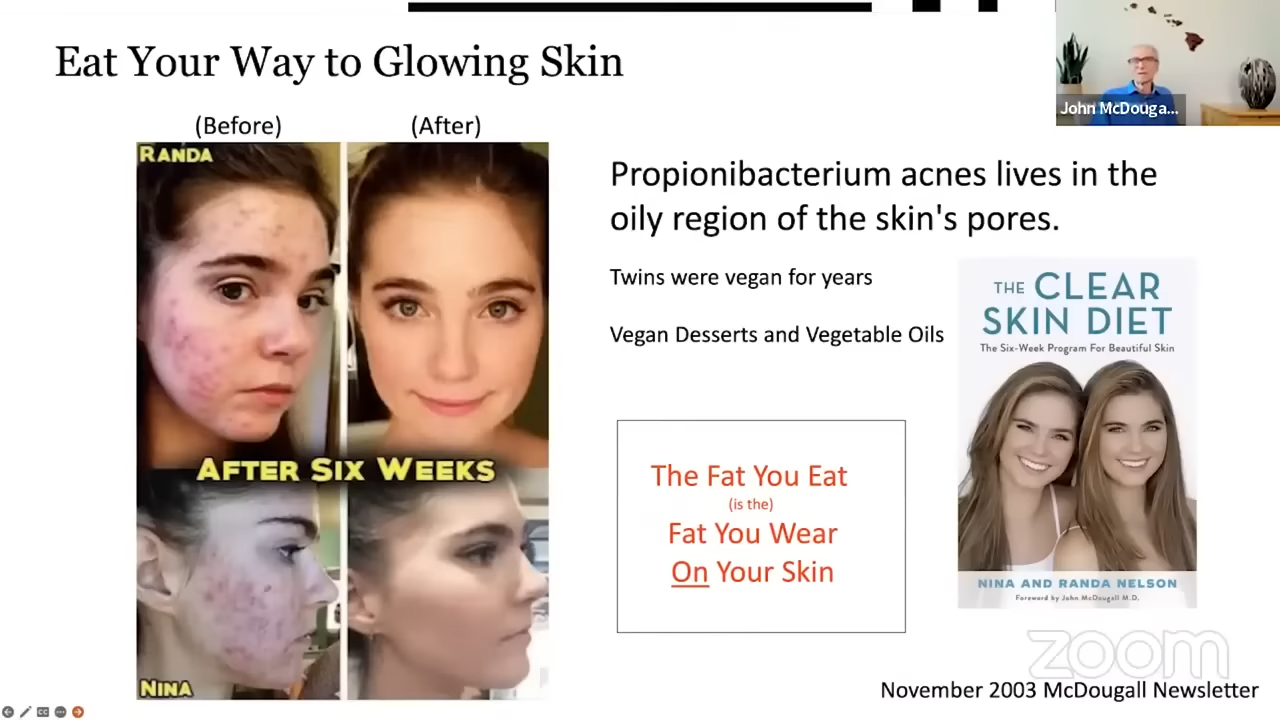 Eat Your Way to Glowing Skin
John McDouga...
(Before)
(After)
RANDA
AFTER SIX WEEKS
NINA
Propionibacterium acnes lives in the
oily region of the skin's pores.
Twins were vegan for years
Vegan Desserts and Vegetable Oils
The Fat You Eat
(is the)
Fat You Wear
On Your Skin
THE CLEAR
SKIN DIET
The Six-Week Program For Beautiful Skin
NINA AND RANDA NELSON
Foreword by John McDougall M.D.
zoom
November 2003 McDougall Newsletter
CC